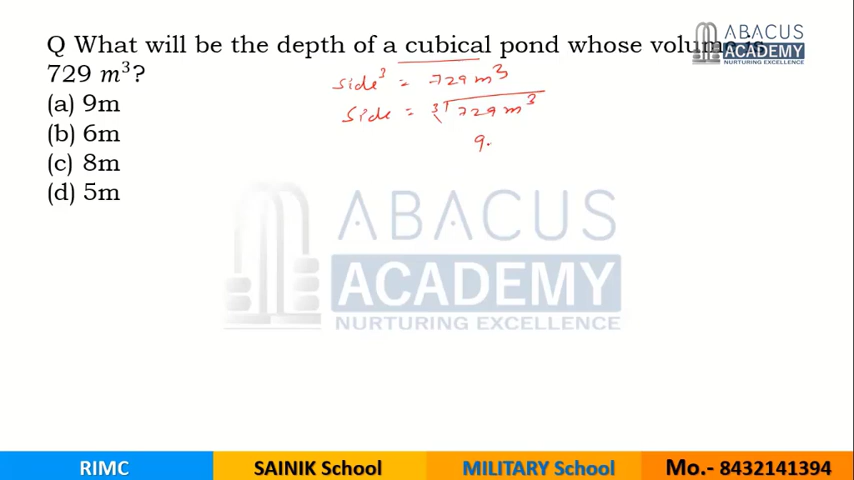 Q What will be the depth of a cubical pond whose volume is
729 m³?
(a) 9m
(b) 6m
(c) 8m
(d) 5m
side³ = 729 m³
side = ∛729 m³
9.
ABACUS
ACADEMY
NURTURING EXCELLENCE
ABACUS
ACADEMY
NURTURING EXCELLENCE
RIMC
SAINIK School
MILITARY School
Mo.- 8432141394